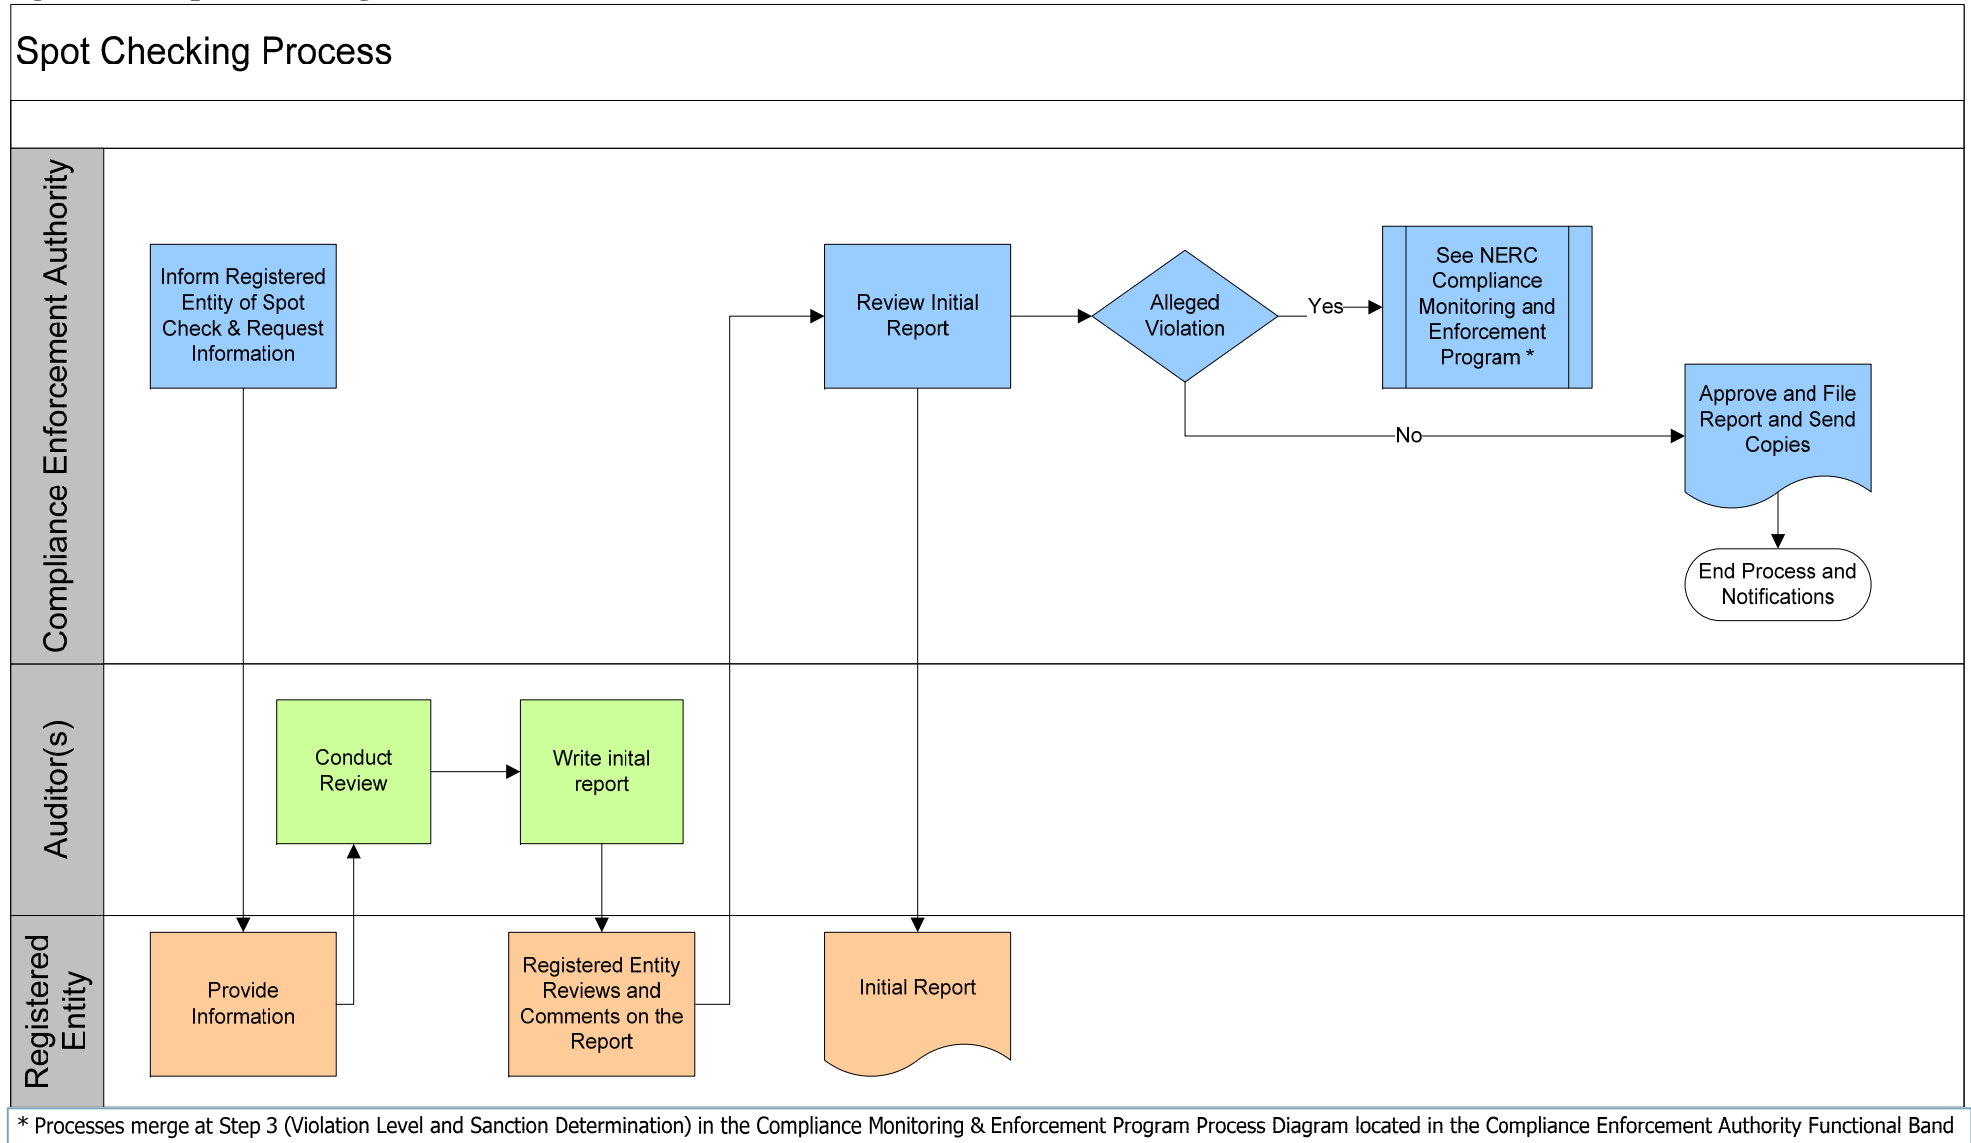 Spot Checking Process
Compliance Enforcement Authority
Inform Registered
Entity of Spot
Check & Request
Information
Review Initial
Report
Alleged
Violation
Yes
No
See NERC
Compliance
Monitoring and
Enforcement
Program *
Approve and File
Report and Send
Copies
End Process and
Notifications
Auditor(s)
Conduct
Review
Write inital
report
Registered
Entity
Provide
Information
Registered Entity
Reviews and
Comments on the
Report
Initial Report
* Processes merge at Step 3 (Violation Level and Sanction Determination) in the Compliance Monitoring & Enforcement Program Process Diagram located in the Compliance Enforcement Authority Functional Band